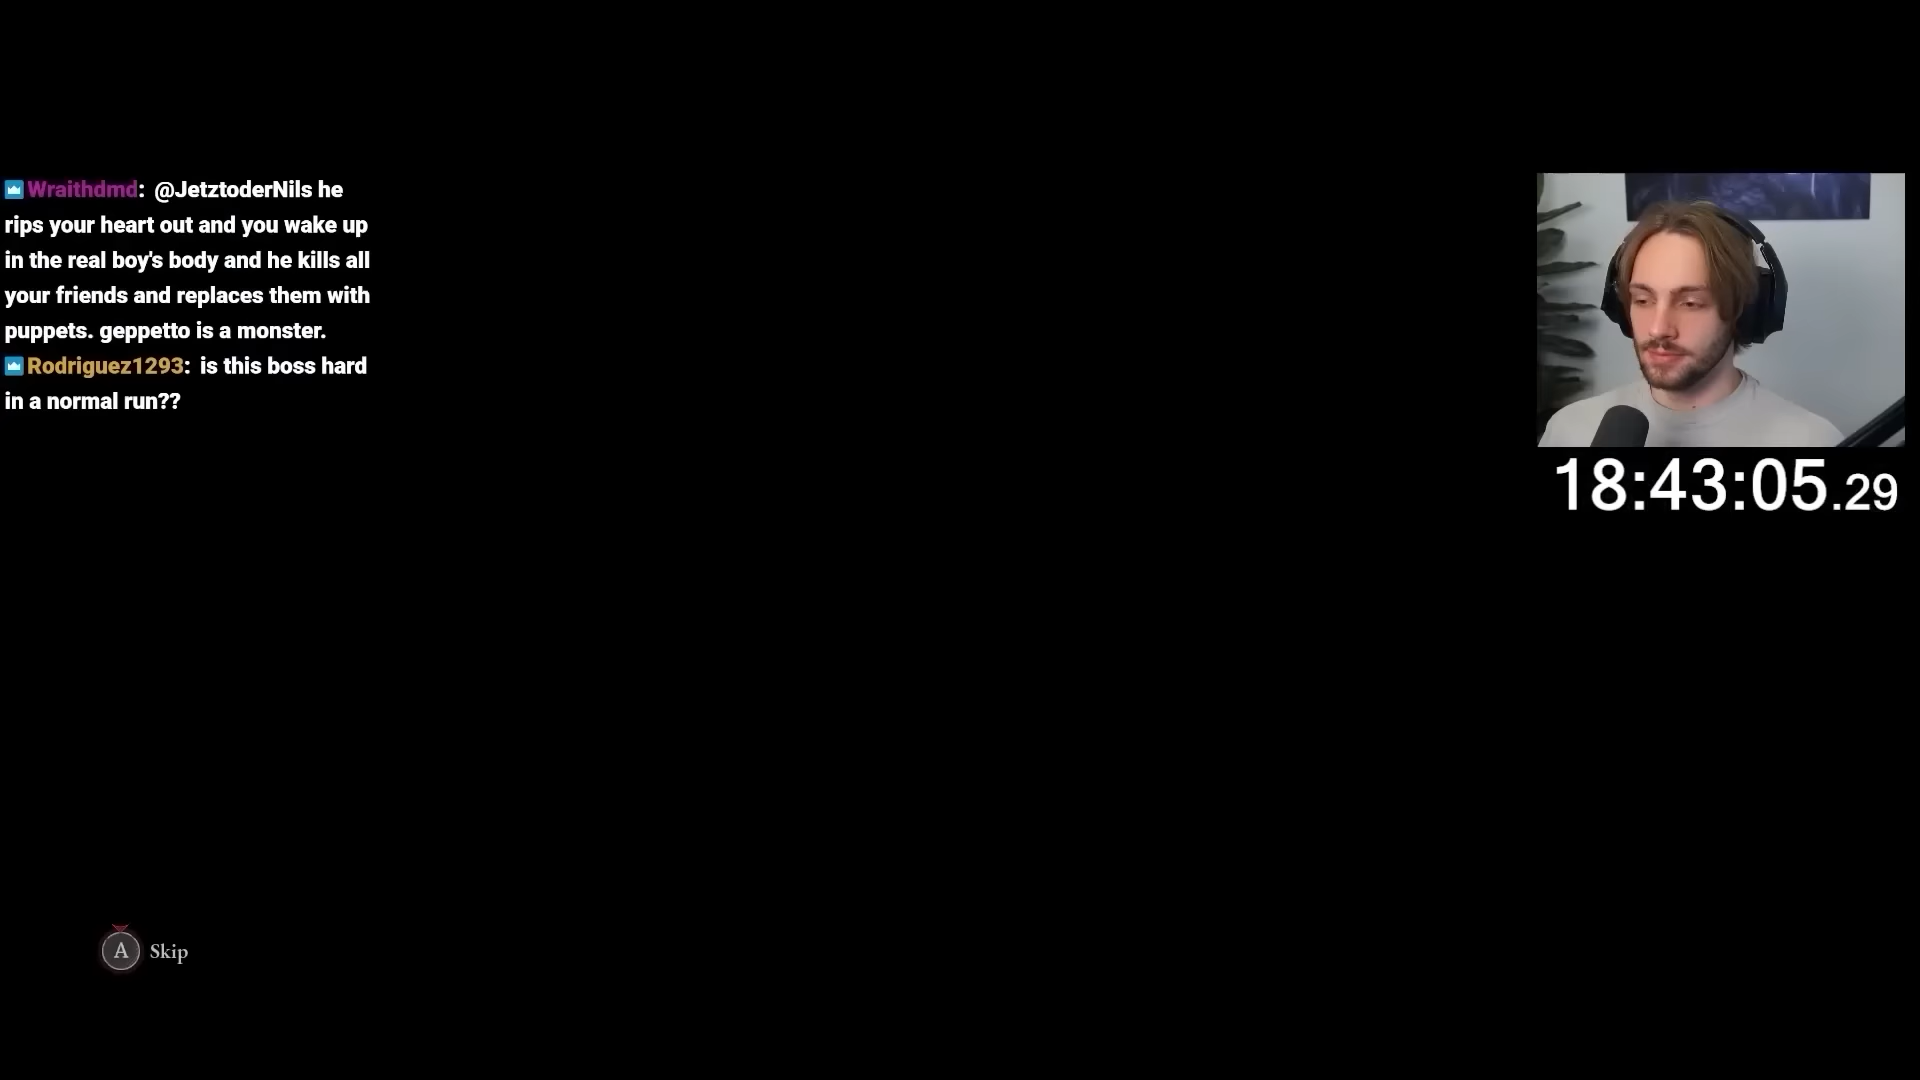 Wraithdmd: @JetztoderNils he
rips your heart out and you wake up
in the real boy's body and he kills all
your friends and replaces them with
puppets. geppetto is a monster.
Rodriguez1293: is this boss hard
in a normal run??
18:43:05.29
A Skip